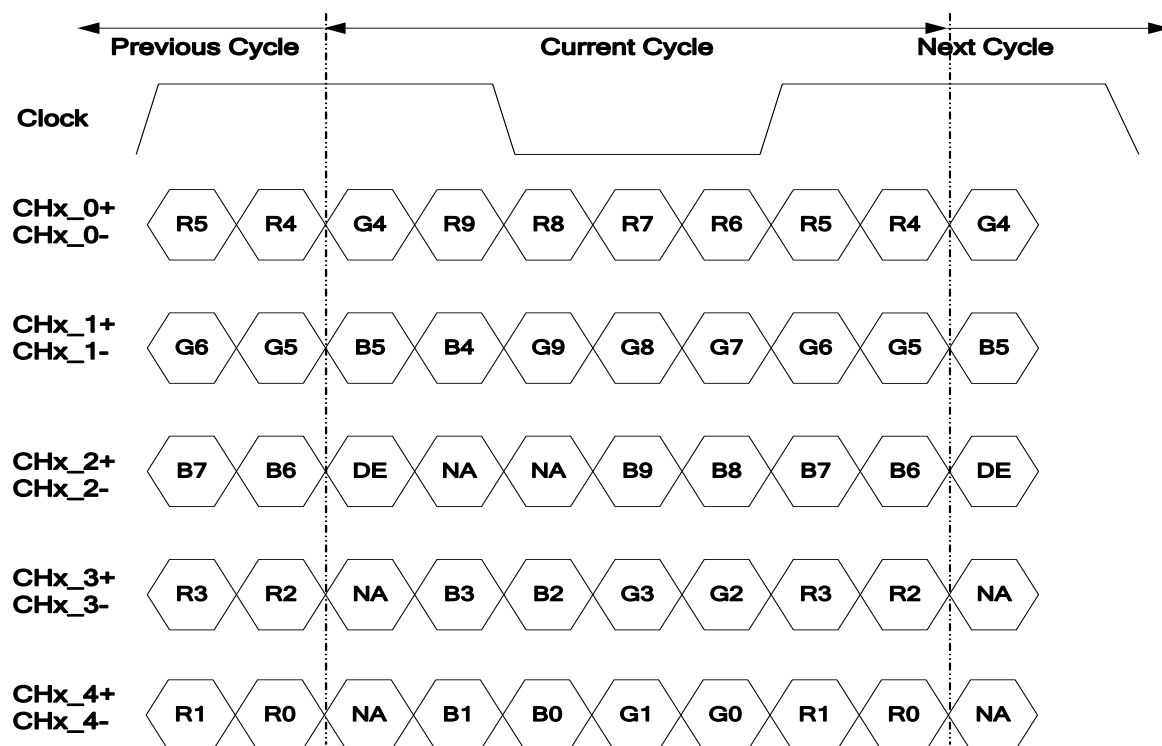 Previous Cycle Current Cycle Next Cycle
Clock
CHx_0+
CHx_0-
R5 R4 G4 R9 R8 R7 R6 R5 R4 G4
CHx_1+
CHx_1-
G6 G5 B5 B4 G9 G8 G7 G6 G5 B5
CHx_2+
CHx_2-
B7 B6 DE NA NA B9 B8 B7 B6 DE
CHx_3+
CHx_3-
R3 R2 NA B3 B2 G3 G2 R3 R2 NA
CHx_4+
CHx_4-
R1 R0 NA B1 B0 G1 G0 R1 R0 NA